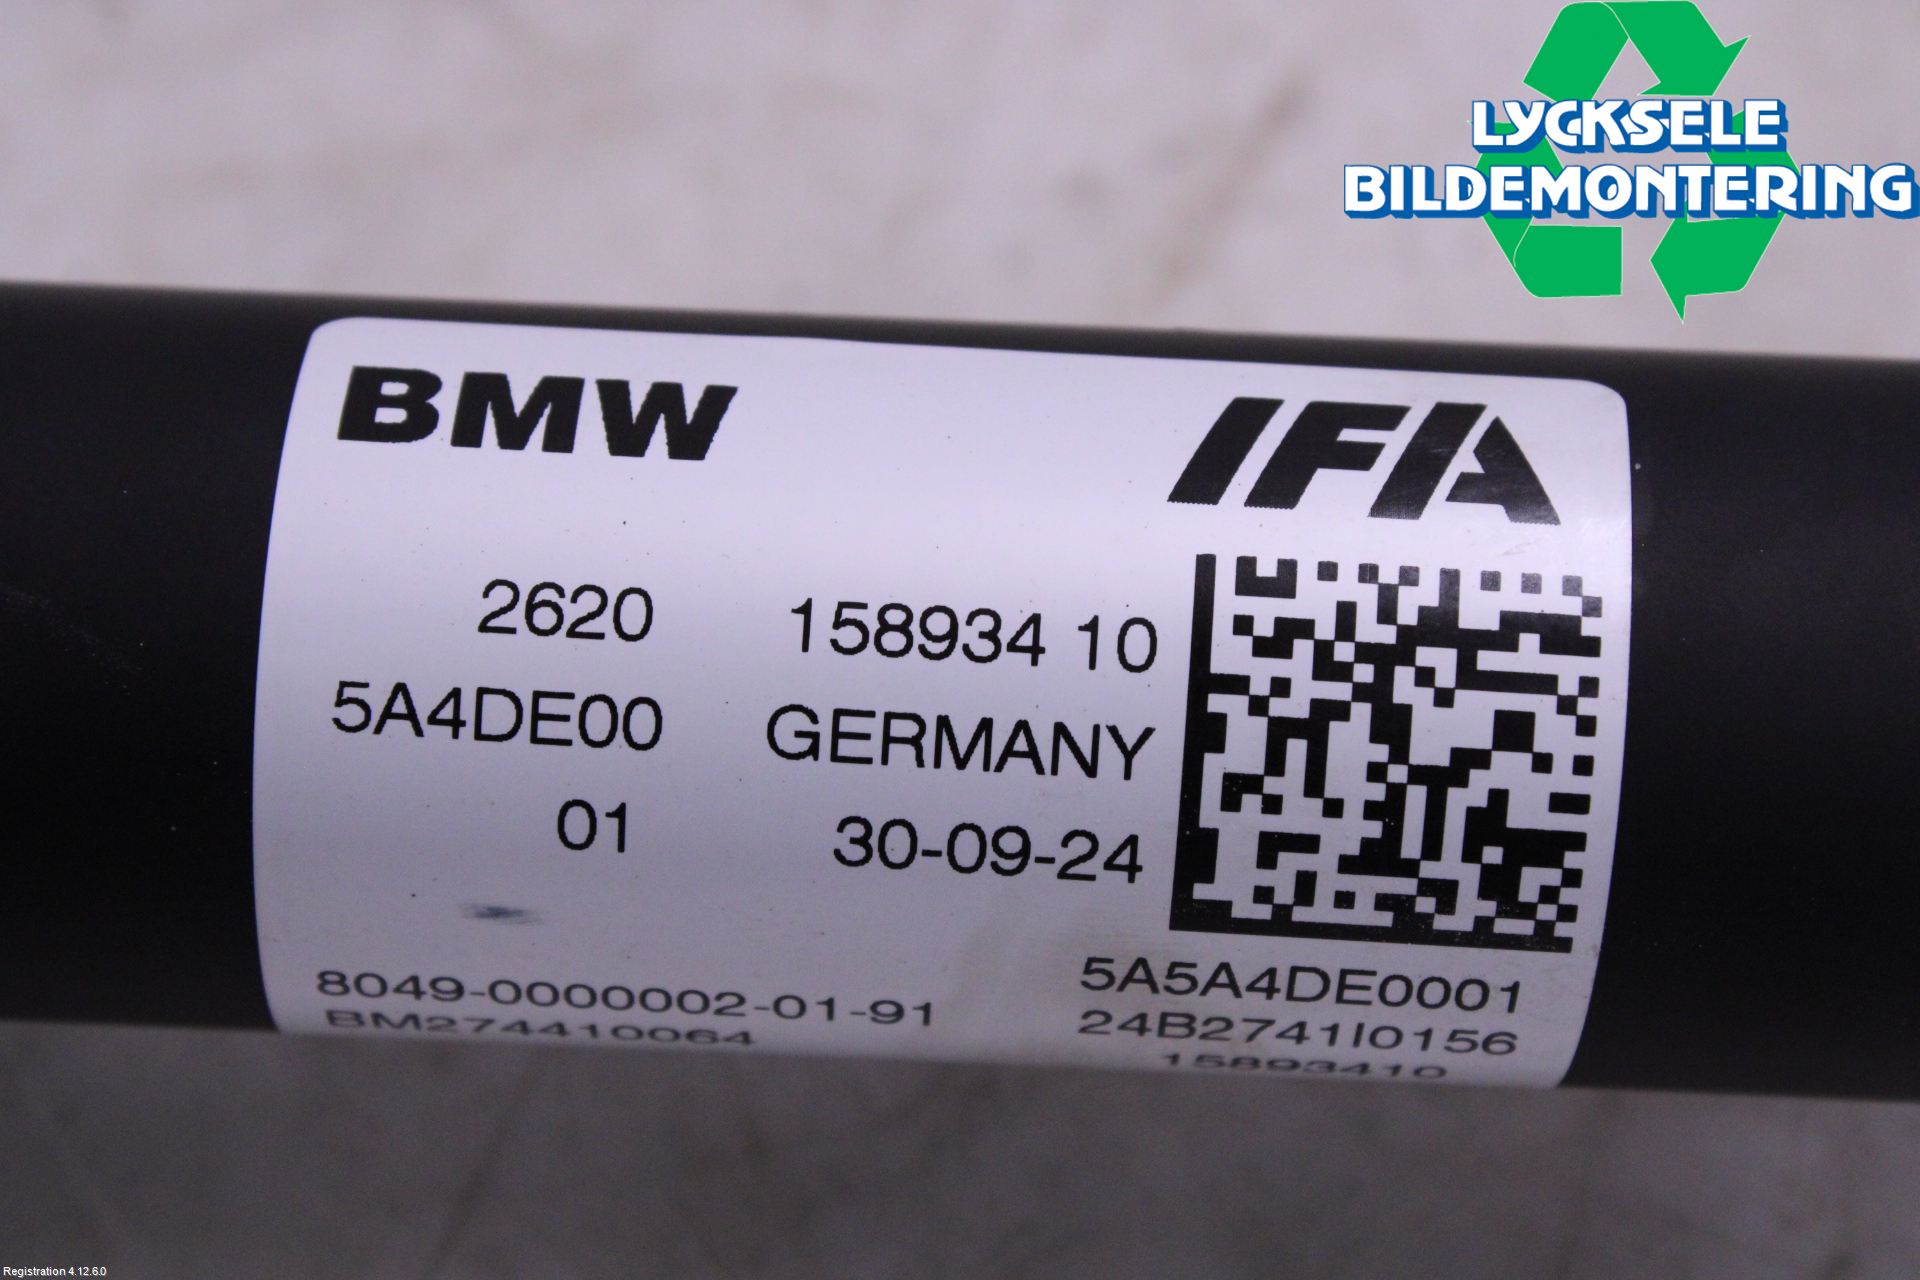 LYCKSELE
BILDEMONTERING
BMW IFA
2620 158934 10
5A4DE00 GERMANY
01 30-09-24
8049-0000002-01-91
BM274410064
5A5A4DE0001
24B2741I0156
15893410
Registration 4.12.6.0